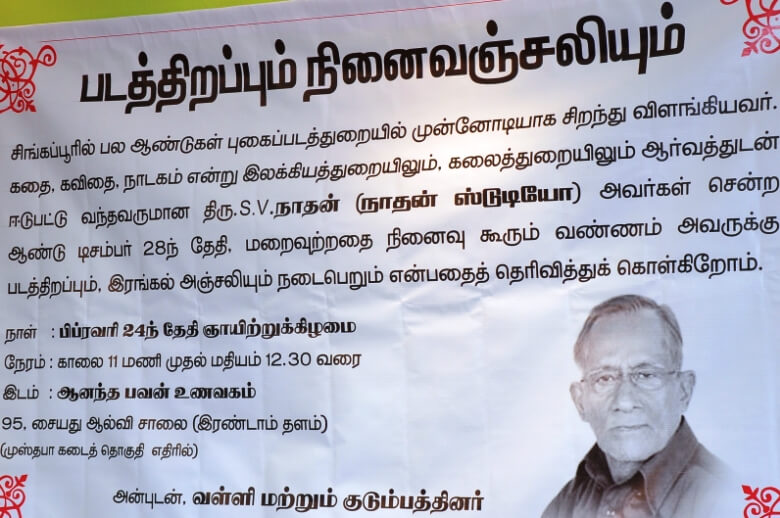 படத்திறப்பும் நினைவஞ்சலியும்
சிங்கப்பூரில் பல ஆண்டுகள் புகைப்படத்துறையில் முன்னோடியாக சிறந்து விளங்கியவர்.
கதை, கவிதை, நாடகம் என்று இலக்கியத்துறையிலும், கலைத்துறையிலும் ஆர்வத்துடன்
ஈடுபட்டு வந்தவருமான திரு.S.V.நாதன் (நாதன் ஸ்டுடியோ) அவர்கள் சென்ற
ஆண்டு டிசம்பர் 28ந் தேதி, மறைவுற்றதை நினைவு கூரும் வண்ணம் அவருக்கு
படத்திறப்பும், இரங்கல் அஞ்சலியும் நடைபெறும் என்பதைத் தெரிவித்துக் கொள்கிறோம்.
நாள் : பிப்ரவரி 24ந் தேதி ஞாயிற்றுக்கிழமை
நேரம் : காலை 11 மணி முதல் மதியம் 12.30 வரை
இடம் : ஆனந்த பவன் உணவகம்
95, சையது ஆல்வி சாலை (இரண்டாம் தளம்)
(முஸ்தபா கடைத் தொகுதி எதிரில்)
அன்புடன், வள்ளி மற்றும் குடும்பத்தினர்